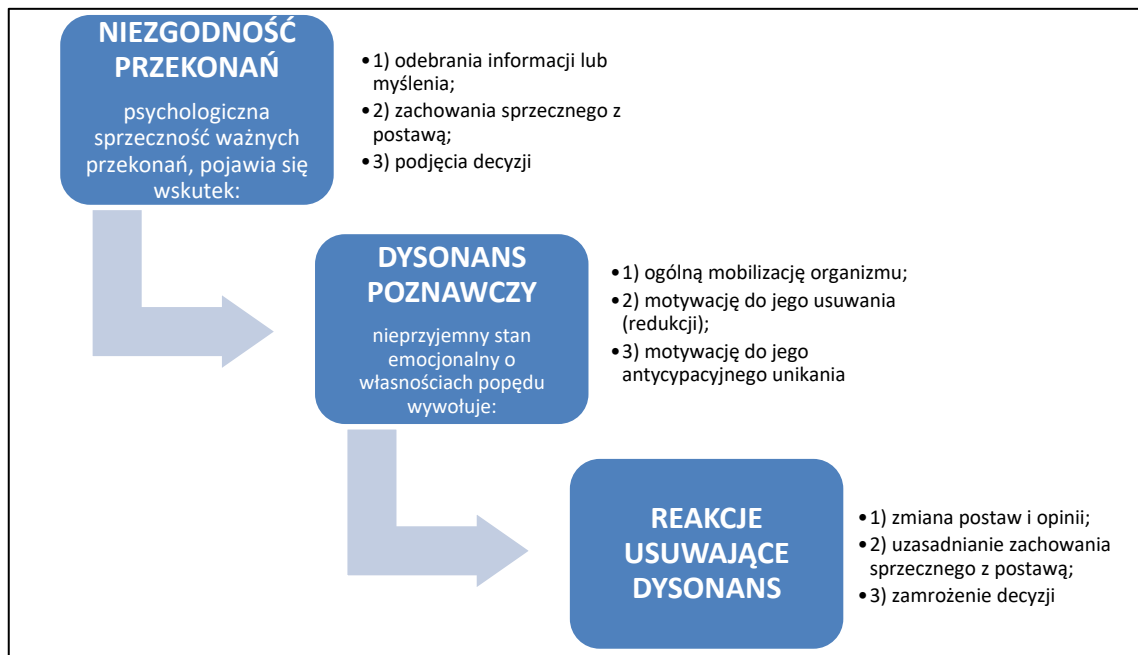 NIEZGODNOŚĆ
PRZEKONAŃ
psychologiczna
sprzeczność ważnych
przekonań, pojawia się
wskutek:
•1) odebrania informacji lub
myślenia;
•2) zachowania sprzecznego z
postawą;
•3) podjęcia decyzji
DYSONANS
POZNAWCZY
nieprzyjemny stan
emocjonalny o
własnościach popędu
wywołuje:
•1) ogólną mobilizację organizmu;
•2) motywację do jego usuwania
(redukcji);
•3) motywację do jego
antycypacyjnego unikania
REAKCJE
USUWAJĄCE
DYSONANS
•1) zmiana postaw i opinii;
•2) uzasadnianie zachowania
sprzecznego z postawą;
•3) zamrożenie decyzji